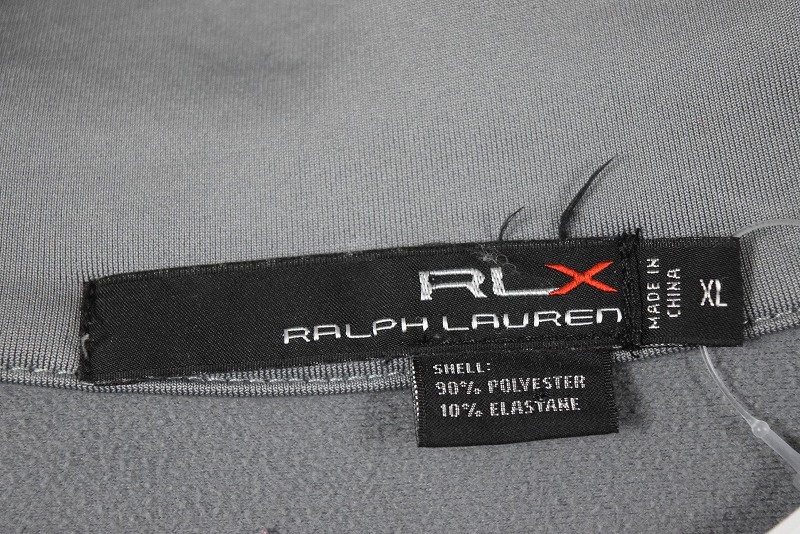 RLX
RALPH LAUREN
MADE IN
CHINA
XL
SHELL:
90% POLYESTER
10% ELASTANE